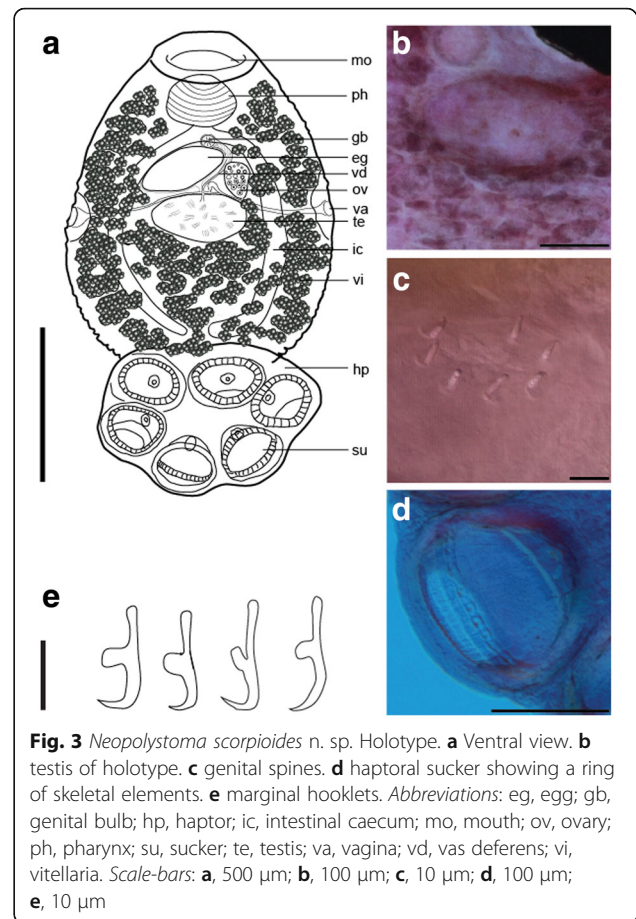 a
mo
ph
gb
eg
vd
ov
va
te
ic
vi
hp
su
b
c
d
e
Fig. 3 Neopolystoma scorpioides n. sp. Holotype. a Ventral view. b
testis of holotype. c genital spines. d haptoral sucker showing a ring
of skeletal elements. e marginal hooklets. Abbreviations: eg, egg; gb,
genital bulb; hp, haptor; ic, intestinal caecum; mo, mouth; ov, ovary;
ph, pharynx; su, sucker; te, testis; va, vagina; vd, vas deferens; vi,
vitellaria. Scale-bars: a, 500 μm; b, 100 μm; c, 10 μm; d, 100 μm;
e, 10 μm